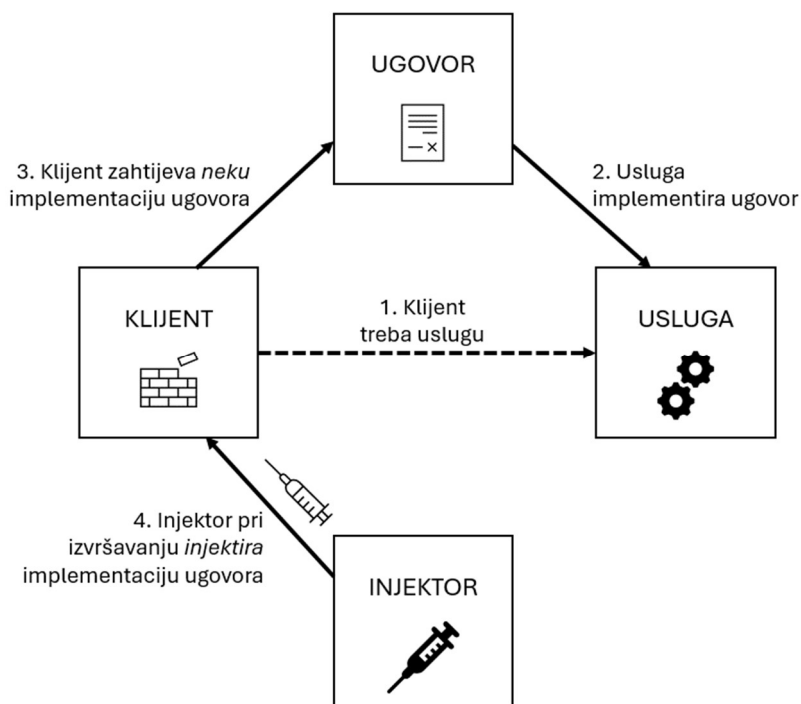 UGOVOR
3. Klijent zahtijeva neku
implementaciju ugovora
2. Usluga
implementira ugovor
KLIJENT
1. Klijent
treba uslugu
USLUGA
4. Injektor pri
izvršavanju injektira
implementaciju ugovora
INJEKTOR